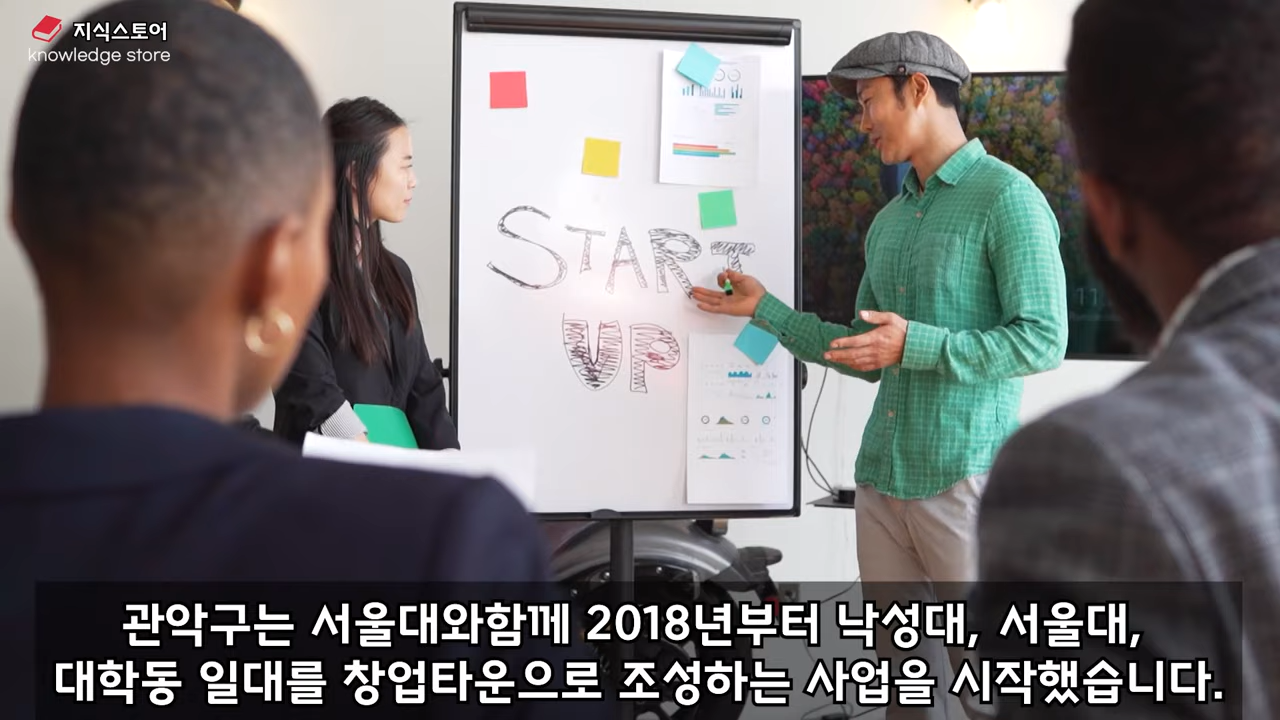 지식스토어
knowledge store
START
UP
관악구는 서울대와함께 2018년부터 낙성대, 서울대,
대학동 일대를 창업타운으로 조성하는 사업을 시작했습니다.